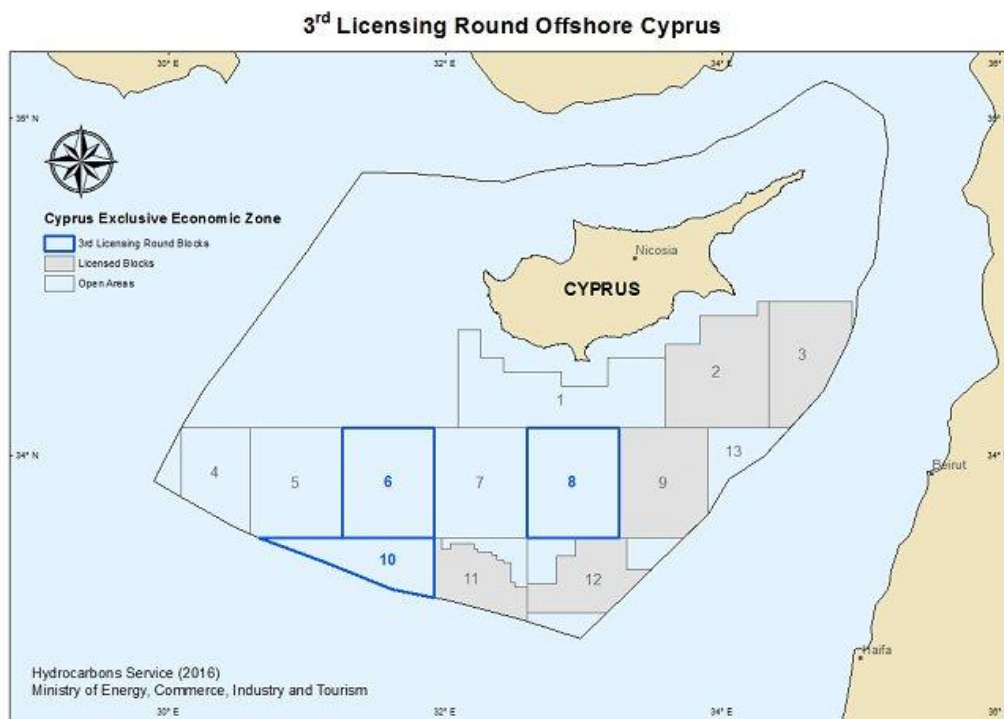 3rd Licensing Round Offshore Cyprus
30° E
32° E
34° E
36° E
35° N
Cyprus Exclusive Economic Zone
3rd Licensing Round Blocks
Licensed Blocks
Open Areas
Nicosia
CYPRUS
3
2
1
34° N
4
5
6
7
8
9
13
Beirut
10
11
12
Haifa
Hydrocarbons Service (2016)
Ministry of Energy, Commerce, Industry and Tourism
30° E
32° E
34° E
36° E